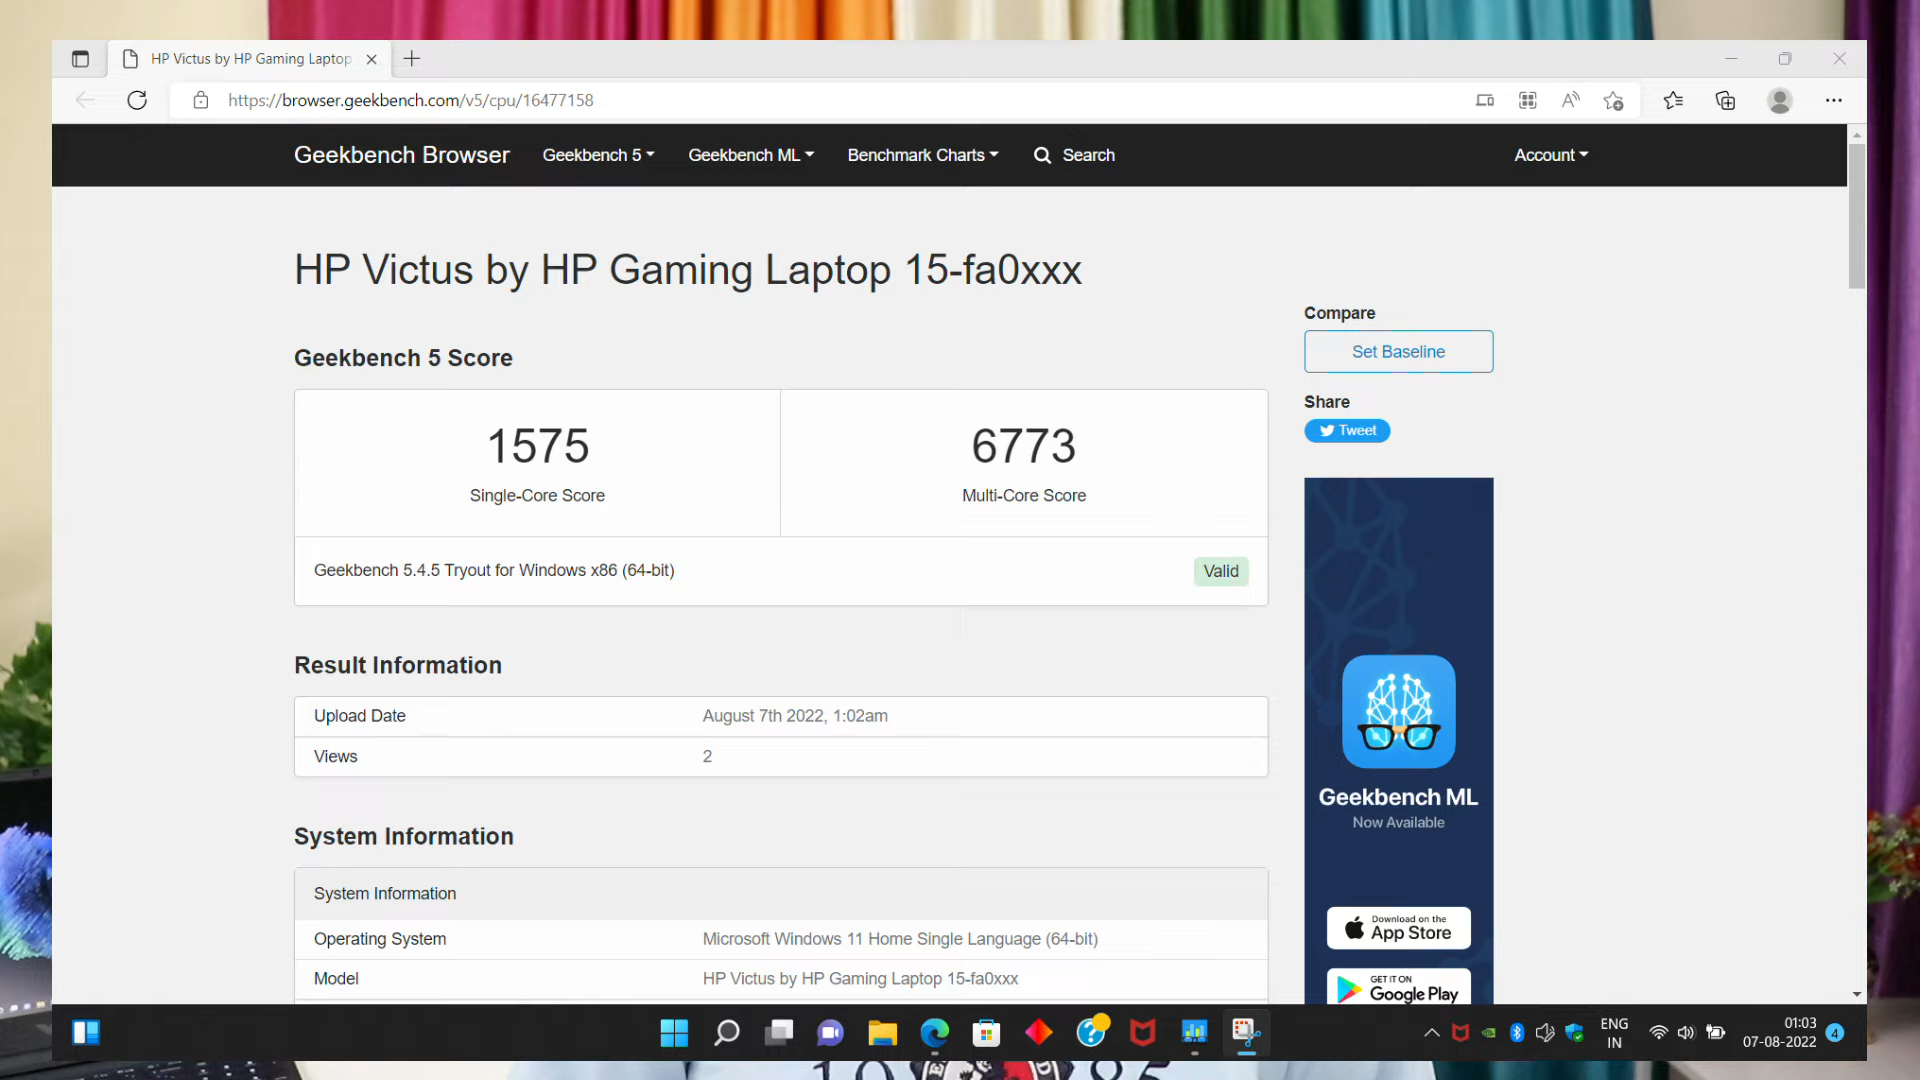 HP Victus by HP Gaming Laptop
https://browser.geekbench.com/v5/cpu/16477158
Geekbench Browser Geekbench 5 Geekbench ML Benchmark Charts Search Account
HP Victus by HP Gaming Laptop 15-fa0xxx
Compare
Set Baseline
Geekbench 5 Score
Share
Tweet
1575 6773
Single-Core Score Multi-Core Score
Geekbench 5.4.5 Tryout for Windows x86 (64-bit) Valid
Result Information
Upload Date August 7th 2022, 1:02am
Views 2
Geekbench ML
Now Available
System Information
System Information
Download on the
App Store
Operating System Microsoft Windows 11 Home Single Language (64-bit)
Model HP Victus by HP Gaming Laptop 15-fa0xxx
GET IT ON
Google Play
ENG
IN
01:03
07-08-2022
4